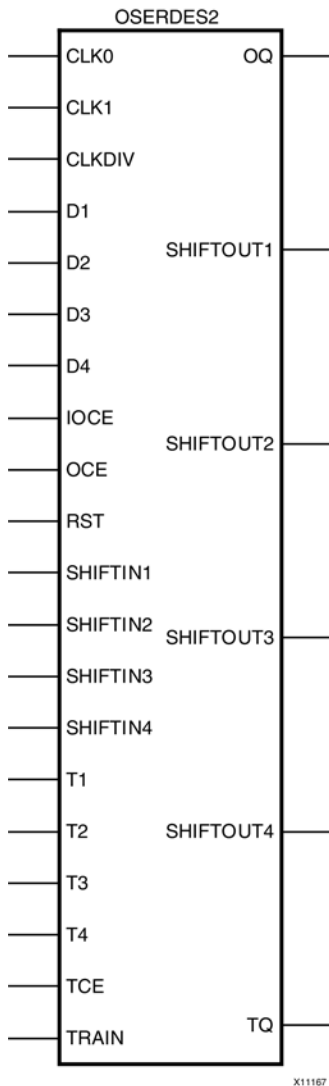 OSERDES2
CLK0
OQ
CLK1
CLKDIV
D1
SHIFTOUT1
D2
D3
D4
IOCE
SHIFTOUT2
OCE
RST
SHIFTIN1
SHIFTIN2
SHIFTOUT3
SHIFTIN3
SHIFTIN4
T1
T2
SHIFTOUT4
T3
T4
TCE
TQ
TRAIN
X11167